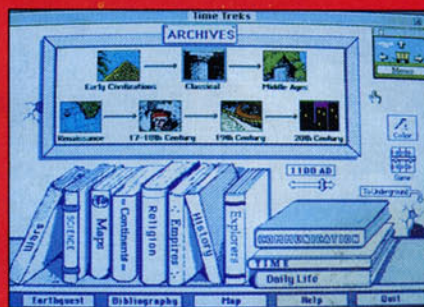 Time Treks
ARCHIVES
Menu
Early Civilizations
Classical
Middle Ages
Renaissance
17-18th Century
19th Century
20th Century
Color
Game
1100 AD
To Underground
Islam
SCIENCE
Maps
Continents
Religion
Empires
History
Explorers
COMMUNICATION
TIME
Daily Life
Earthquest
Bibliography
Map
Help
Quit